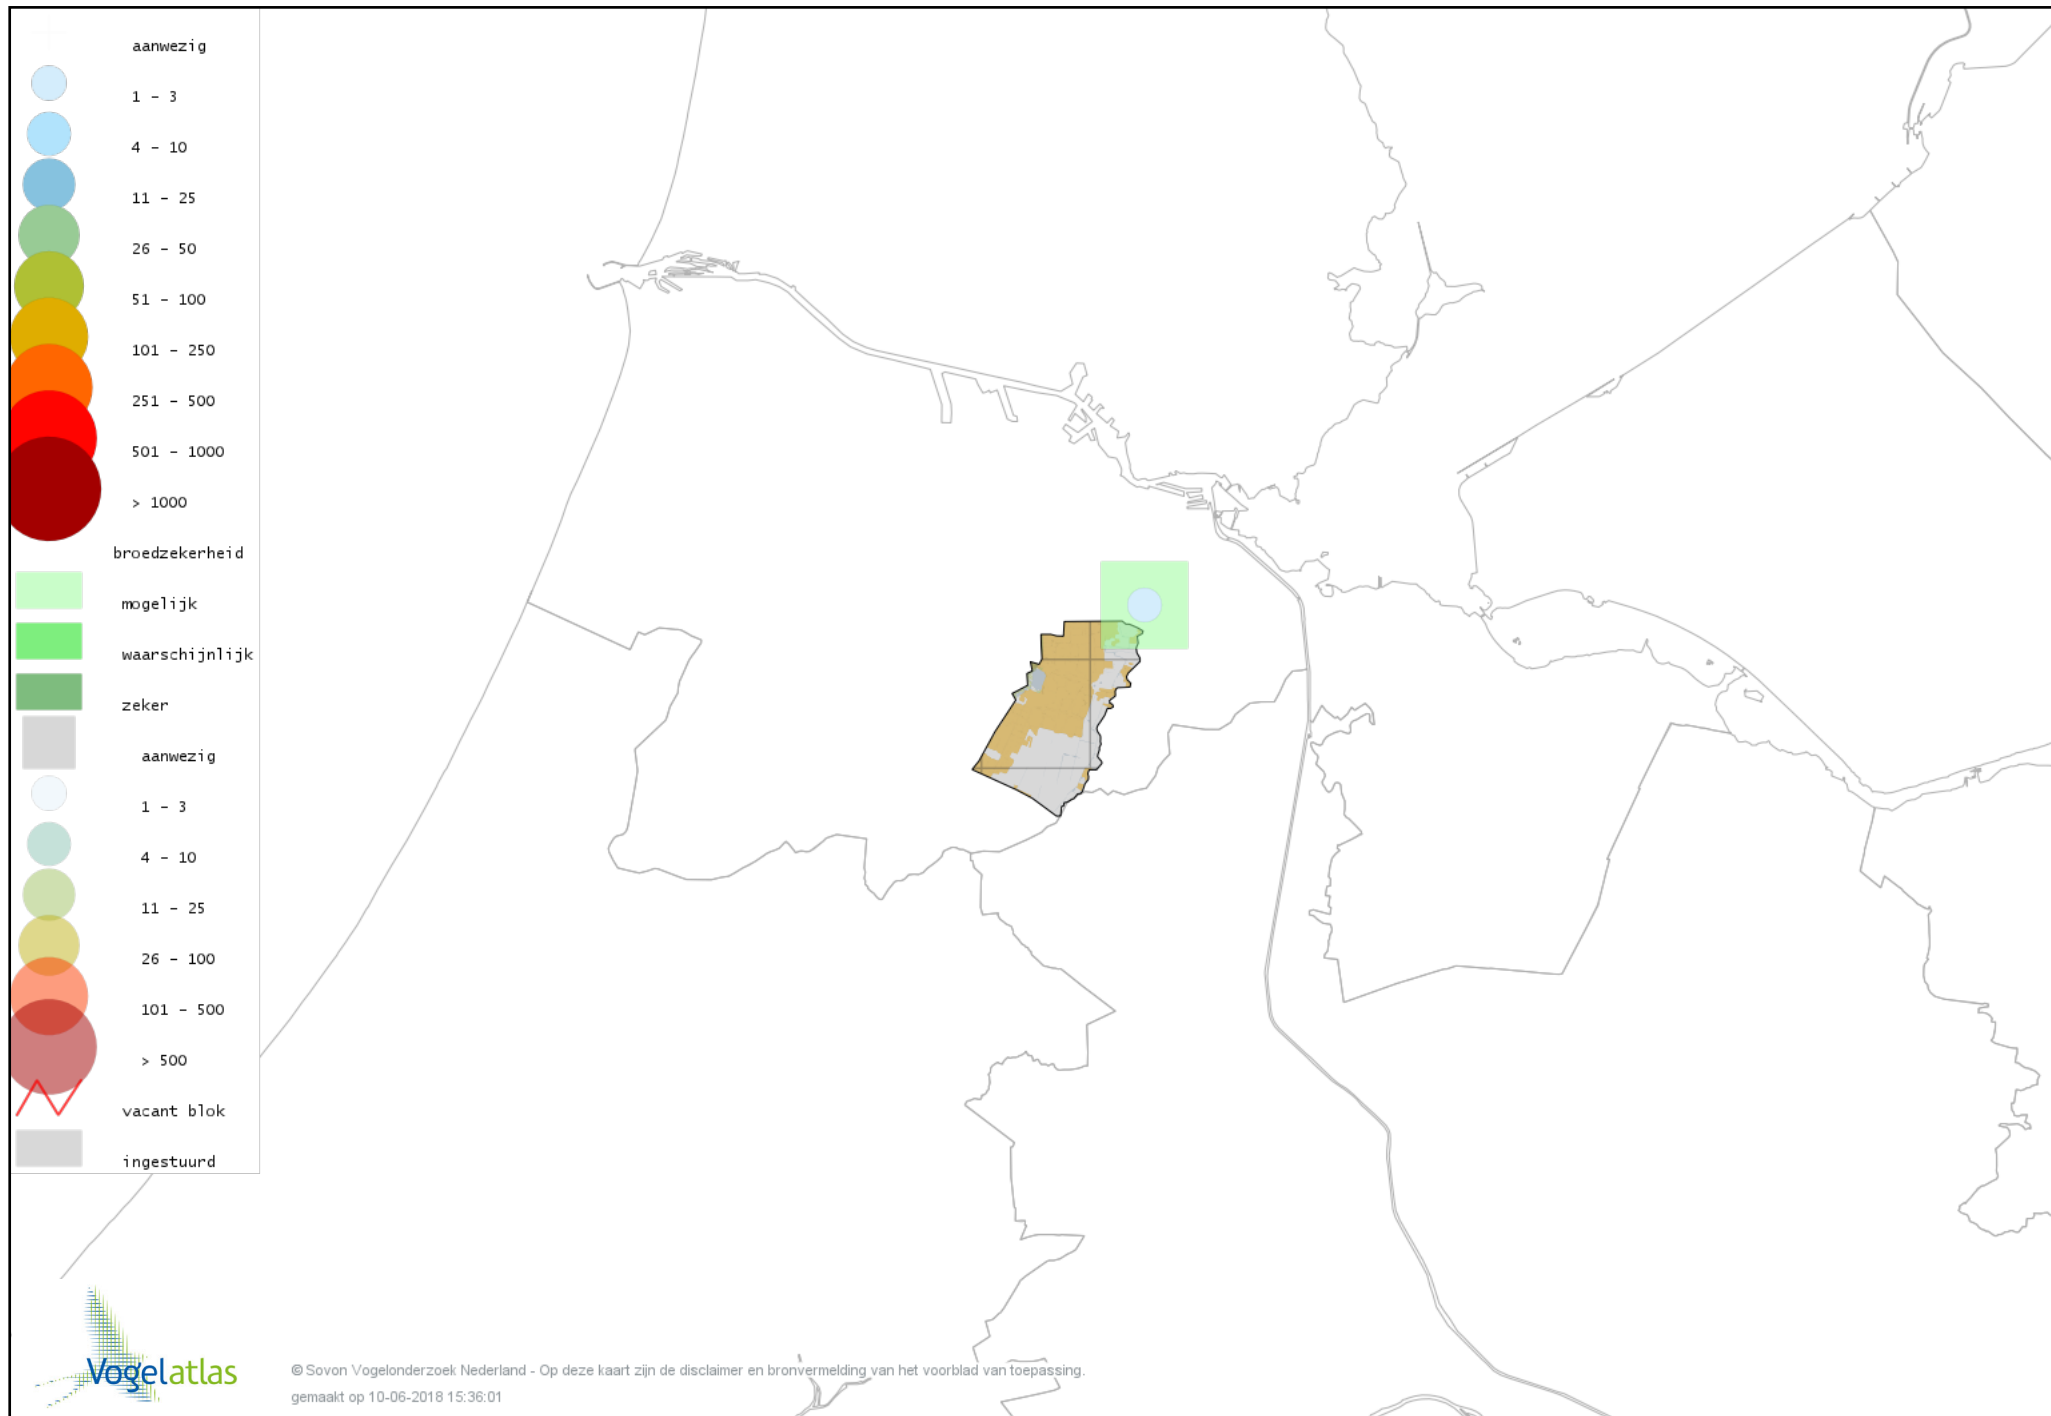 aanwezig
1 - 3
4 - 10
11 - 25
26 - 50
51 - 100
101 - 250
251 - 500
501 - 1000
> 1000
broedzekerheid
mogelijk
waarschijnlijk
zeker
aanwezig
1 - 3
4 - 10
11 - 25
26 - 100
101 - 500
> 500
vacant blok
ingestuurd
Vogelatlas
© Sovon Vogelonderzoek Nederland - Op deze kaart zijn de disclaimer en bronvermelding van het voorblad van toepassing.
gemaakt op 10-06-2018 15:36:01